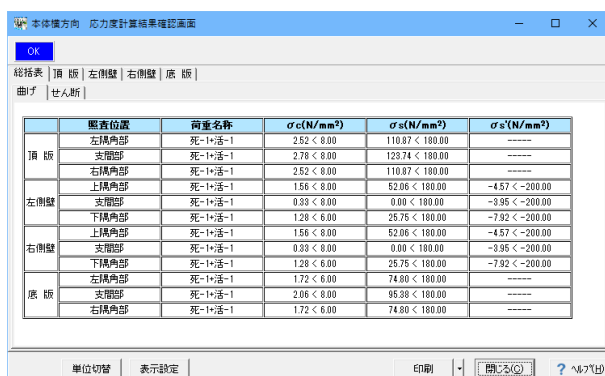 本体横方向 応力度計算結果確認画面
OK
総括表 頂 版 左側壁 右側壁 底 版
曲げ せん断
照査位置 荷重名称 σc(N/mm²) σs(N/mm²) σs'(N/mm²)
頂 版 左隅角部 死-1+活-1 2.52 < 8.00 110.87 < 180.00 -----
支間部 死-1+活-1 2.78 < 8.00 123.74 < 180.00 -----
右隅角部 死-1+活-1 2.52 < 8.00 110.87 < 180.00 -----
左側壁 上隅角部 死-1+活-1 1.56 < 8.00 52.06 < 180.00 -4.57 < -200.00
支間部 死-1+活-1 0.33 < 8.00 0.00 < 180.00 -3.95 < -200.00
下隅角部 死-1+活-1 1.28 < 6.00 25.75 < 180.00 -7.92 < -200.00
右側壁 上隅角部 死-1+活-1 1.56 < 8.00 52.06 < 180.00 -4.57 < -200.00
支間部 死-1+活-1 0.33 < 8.00 0.00 < 180.00 -3.95 < -200.00
下隅角部 死-1+活-1 1.28 < 6.00 25.75 < 180.00 -7.92 < -200.00
底 版 左隅角部 死-1+活-1 1.72 < 6.00 74.80 < 180.00 -----
支間部 死-1+活-1 2.06 < 8.00 95.38 < 180.00 -----
右隅角部 死-1+活-1 1.72 < 6.00 74.80 < 180.00 -----
単位切替 表示設定 印刷 閉じる(C) ? ヘルプ(H)